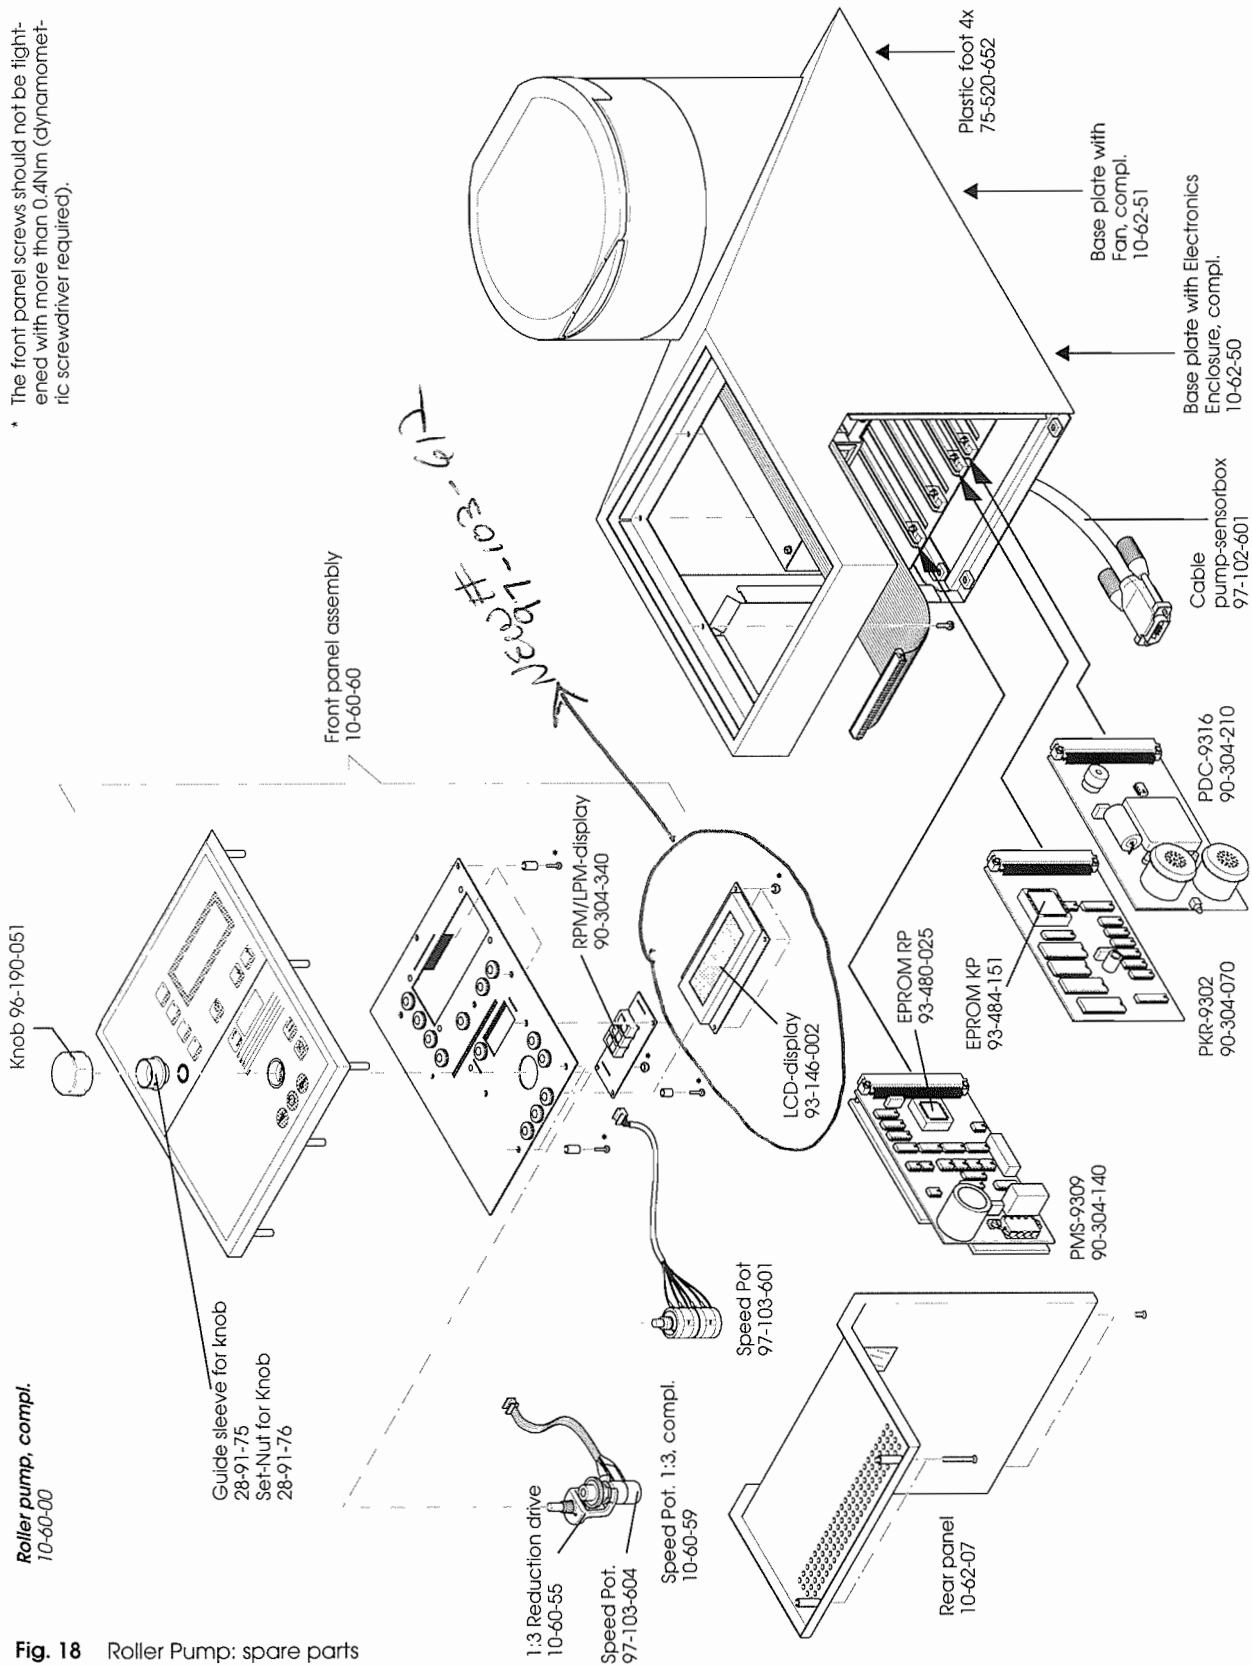 Roller pump, compl.
10-60-00
* The front panel screws should not be tight-
ened with more than 0.4Nm (dynamomet-
ric screwdriver required).
Knob 96-190-051
Guide sleeve for knob
28-91-75
Set-Nut for Knob
28-91-76
Front panel assembly
10-60-60
NEW #
97-103-612
RPM/LPM-display
90-304-340
LCD-display
93-146-002
1:3 Reduction drive
10-60-55
Speed Pot.
97-103-604
Speed Pot. 1:3, compl.
10-60-59
Speed Pot
97-103-601
Plastic foot 4x
75-520-652
Base plate with
Fan, compl.
10-62-51
Base plate with Electronics
Enclosure, compl.
10-62-50
Cable
pump-sensorbox
97-102-601
EPROM RP
93-480-025
EPROM KP
93-484-151
PMS-9309
90-304-140
PKR-9302
90-304-070
PDC-9316
90-304-210
Rear panel
10-62-07
Fig. 18 Roller Pump: spare parts